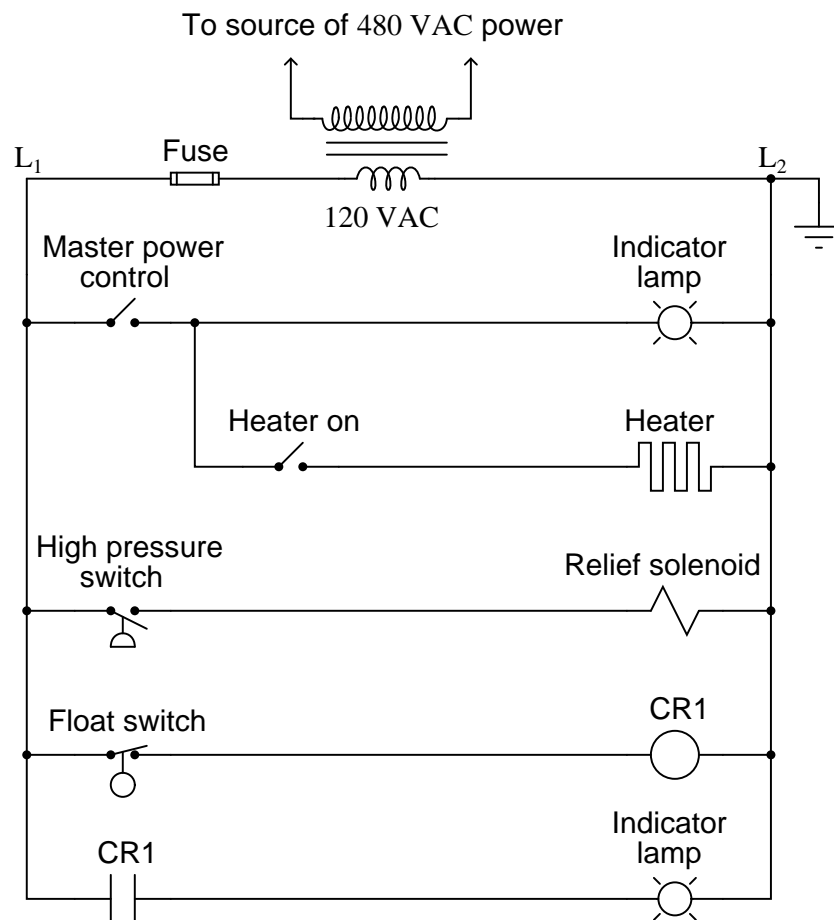 To source of 480 VAC power
L1
Fuse
L2
120 VAC
Master power
control
Indicator
lamp
Heater on
Heater
High pressure
switch
Relief solenoid
Float switch
CR1
CR1
Indicator
lamp